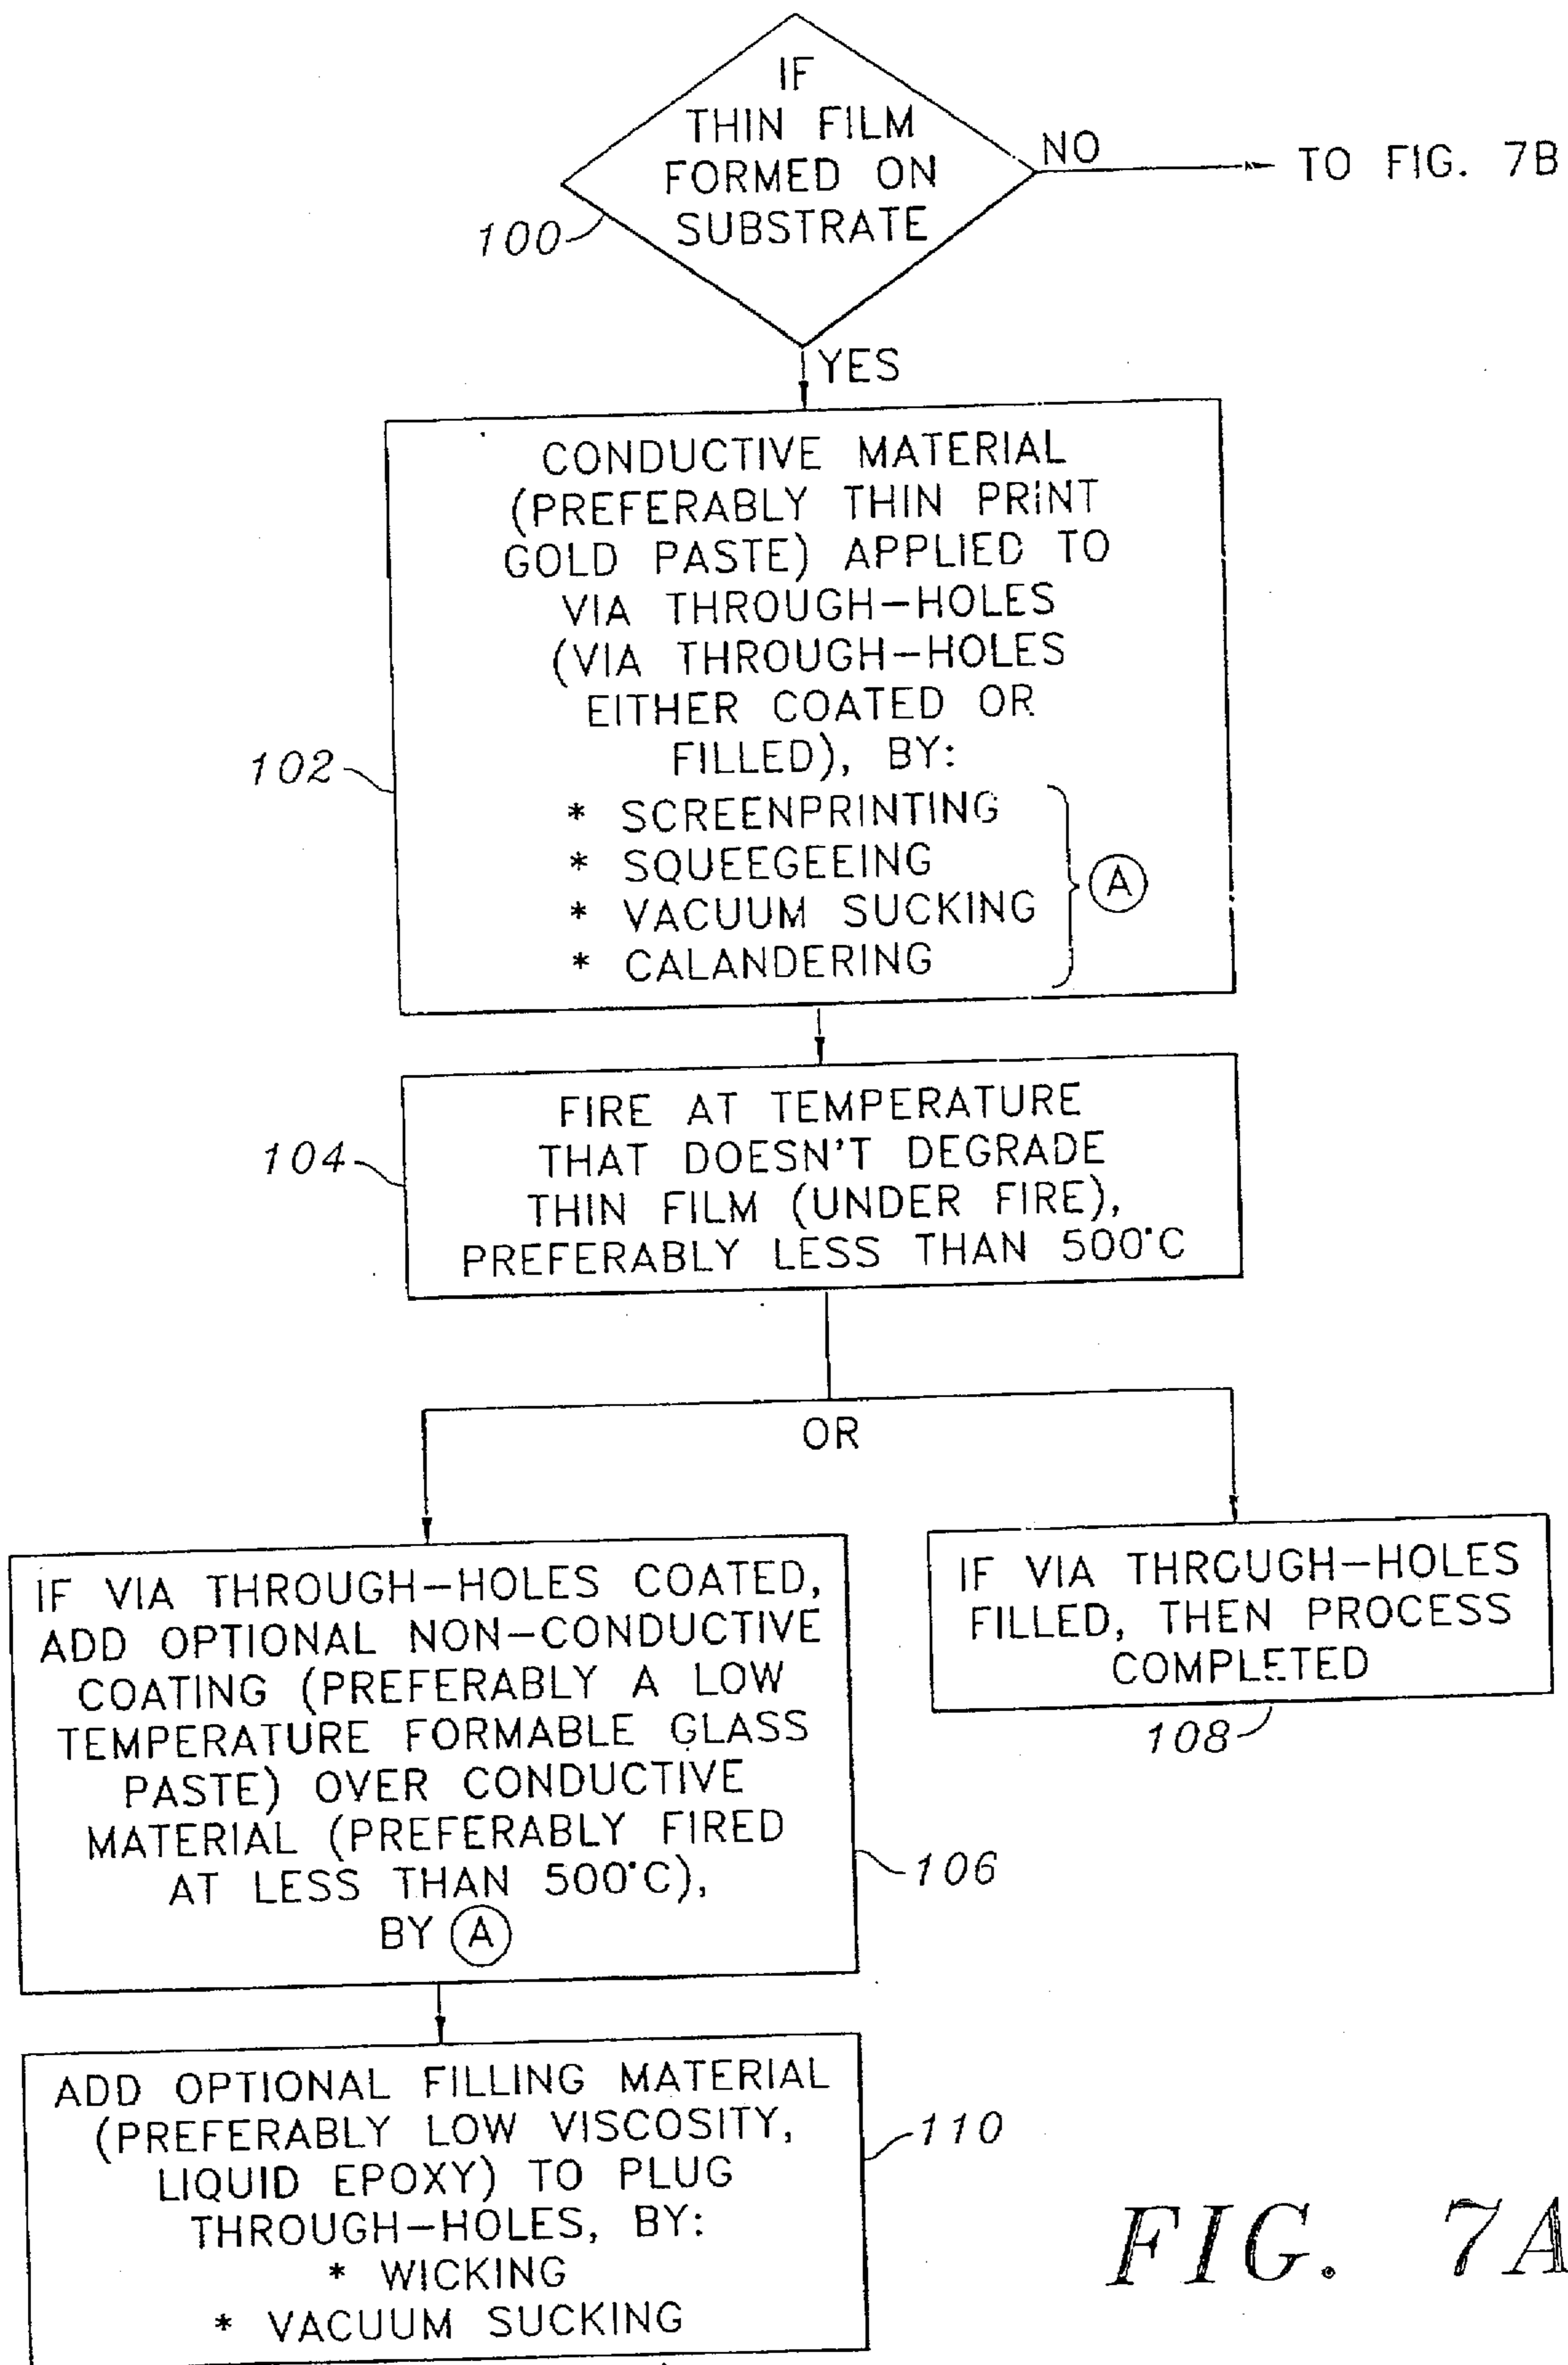 IF
THIN FILM
FORMED ON
SUBSTRATE
NO
TO FIG. 7B
100
YES
CONDUCTIVE MATERIAL
(PREFERABLY THIN PRINT
GOLD PASTE) APPLIED TO
VIA THROUGH-HOLES
(VIA THROUGH-HOLES
EITHER COATED OR
FILLED), BY:
* SCREENPRINTING
* SQUEEGEEING
* VACUUM SUCKING
* CALANDERING
A
102
FIRE AT TEMPERATURE
THAT DOESN'T DEGRADE
THIN FILM (UNDER FIRE),
PREFERABLY LESS THAN 500°C
104
OR
IF VIA THROUGH-HOLES COATED,
ADD OPTIONAL NON-CONDUCTIVE
COATING (PREFERABLY A LOW
TEMPERATURE FORMABLE GLASS
PASTE) OVER CONDUCTIVE
MATERIAL (PREFERABLY FIRED
AT LESS THAN 500°C),
BY A
106
IF VIA THROUGH-HOLES
FILLED, THEN PROCESS
COMPLETED
108
ADD OPTIONAL FILLING MATERIAL
(PREFERABLY LOW VISCOSITY,
LIQUID EPOXY) TO PLUG
THROUGH-HOLES, BY:
* WICKING
* VACUUM SUCKING
110
FIG. 7A